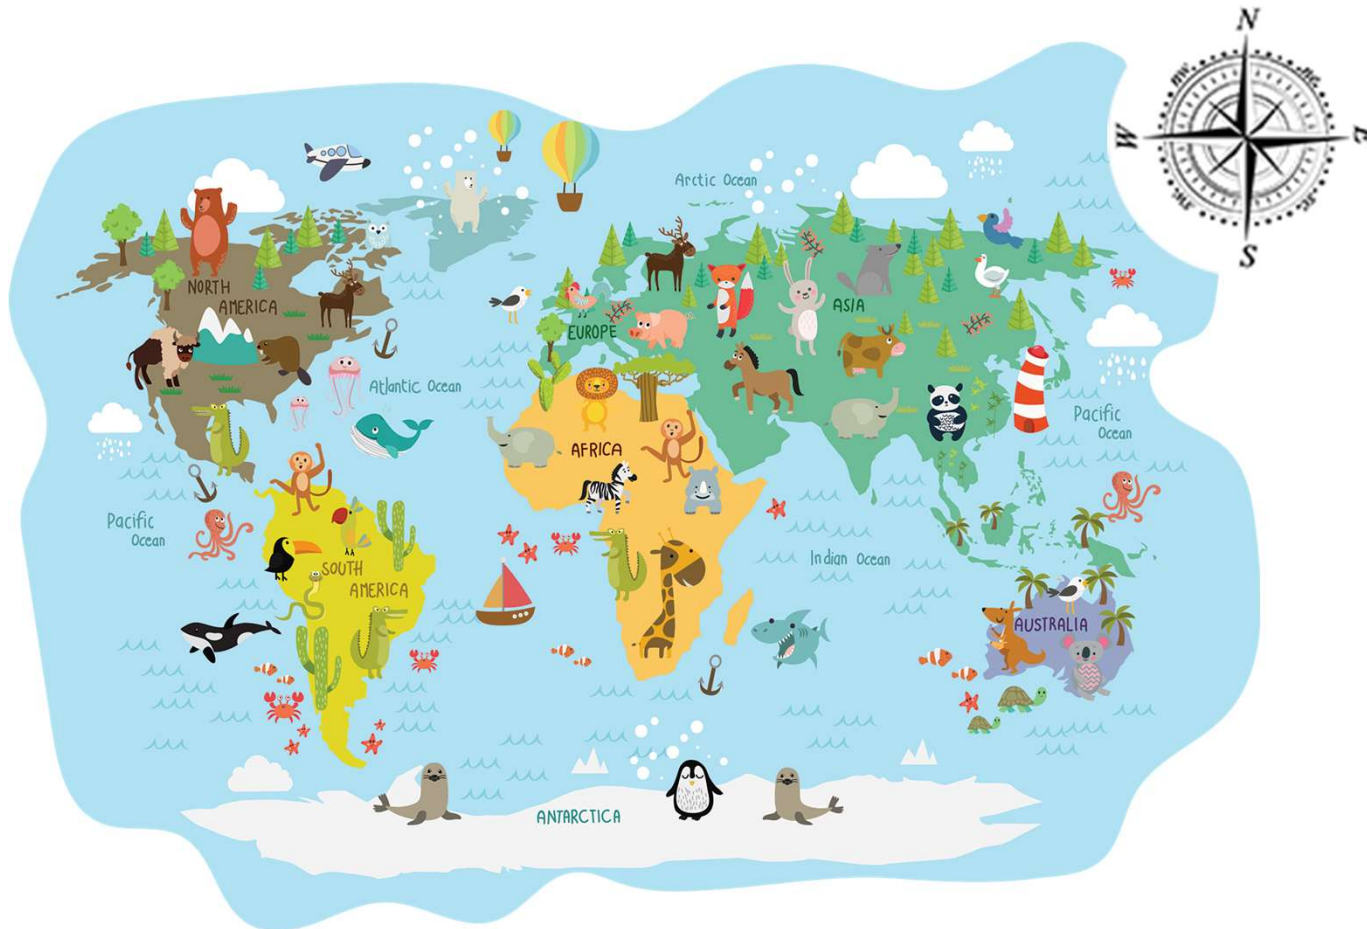 N
W
E
S
Arctic Ocean
NORTH
AMERICA
ASIA
EUROPE
Atlantic Ocean
Pacific
Ocean
AFRICA
Pacific
Ocean
Indian Ocean
SOUTH
AMERICA
AUSTRALIA
ANTARCTICA